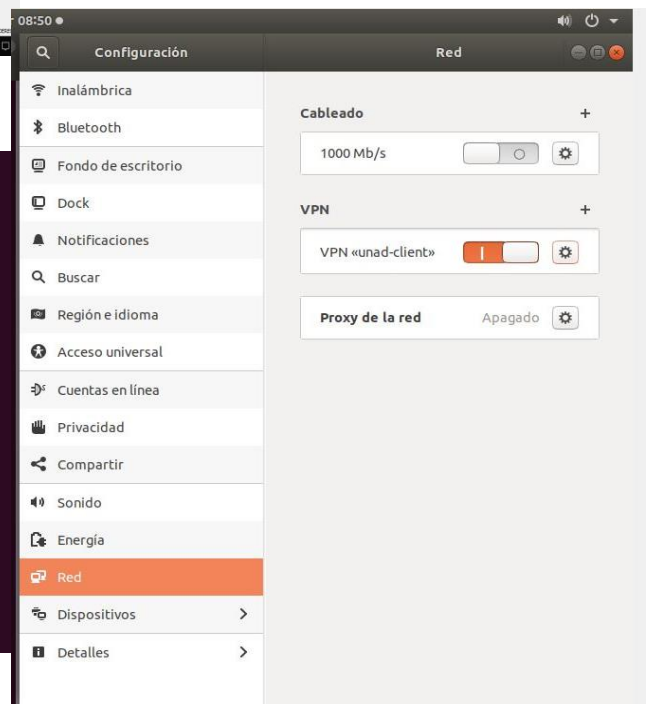 08:50
Configuración
Red
Inalámbrica
Bluetooth
Fondo de escritorio
Dock
Notificaciones
Buscar
Región e idioma
Acceso universal
Cuentas en línea
Privacidad
Compartir
Sonido
Energía
Red
Dispositivos
Detalles
Cableado
1000 Mb/s
VPN
VPN «unad-client»
Proxy de la red Apagado